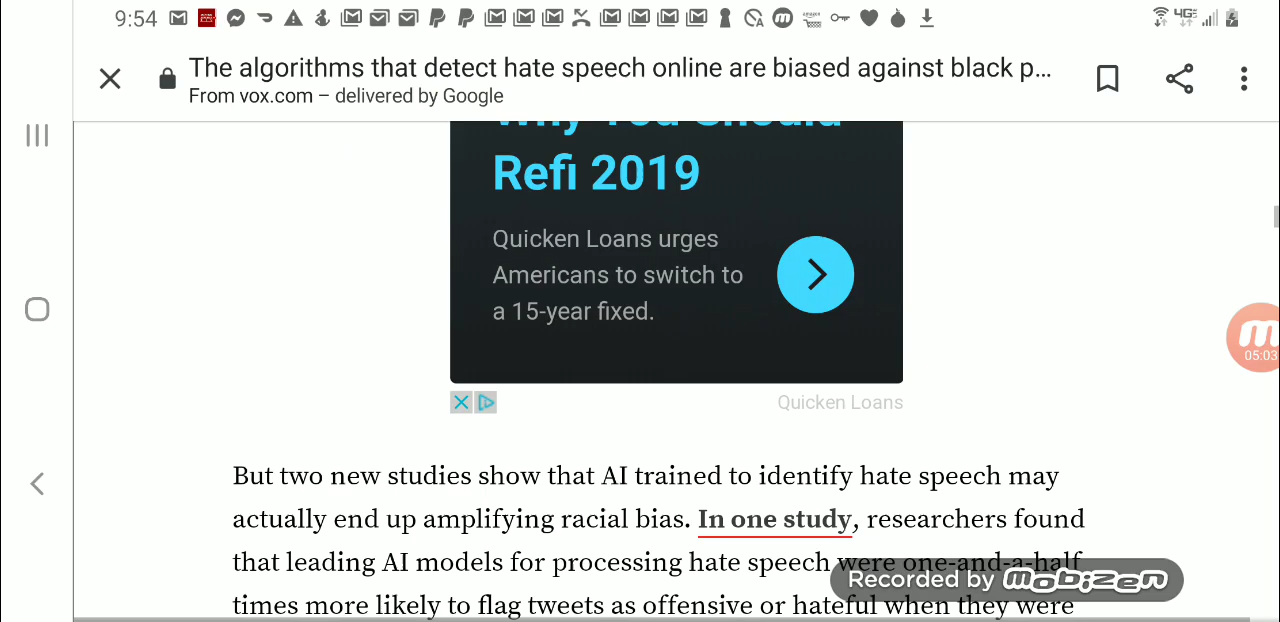 9:54
4G
The algorithms that detect hate speech online are biased against black p...
From vox.com – delivered by Google
Why You Should
Refi 2019
Quicken Loans urges
Americans to switch to
a 15-year fixed.
05:03
Quicken Loans
But two new studies show that AI trained to identify hate speech may
actually end up amplifying racial bias. In one study, researchers found
that leading AI models for processing hate speech were one-and-a-half
Recorded by mobizen
times more likely to flag tweets as offensive or hateful when they were